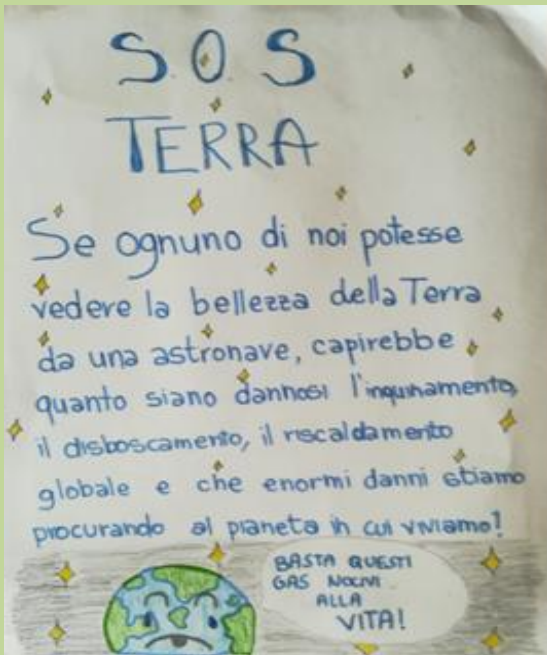 S.O.S
TERRA
Se ognuno di noi potesse
vedere la bellezza della Terra
da una astronave, capirebbe
quanto siano dannosi l'inquinamento,
il disboscamento, il riscaldamento
globale e che enormi danni stiamo
procurando al pianeta in cui viviamo!
BASTA QUESTI
GAS NOCIVI
ALLA
VITA!